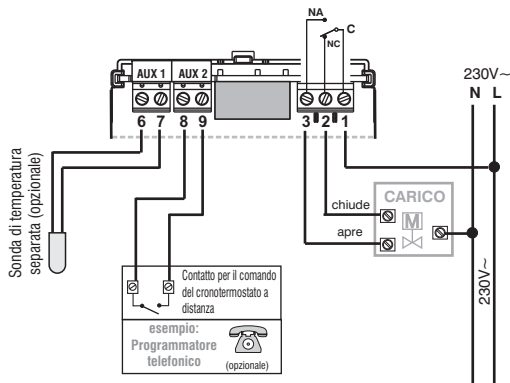 NA
C
NC
AUX 1 AUX 2
6 7 8 9
3 2 1
230V~
N L
Sonda di temperatura
separata (opzionale)
chiude
apre
CARICO
M
230V~
Contatto per il comando
del cronotermostato a
distanza
esempio:
Programmatore
telefonico
(opzionale)